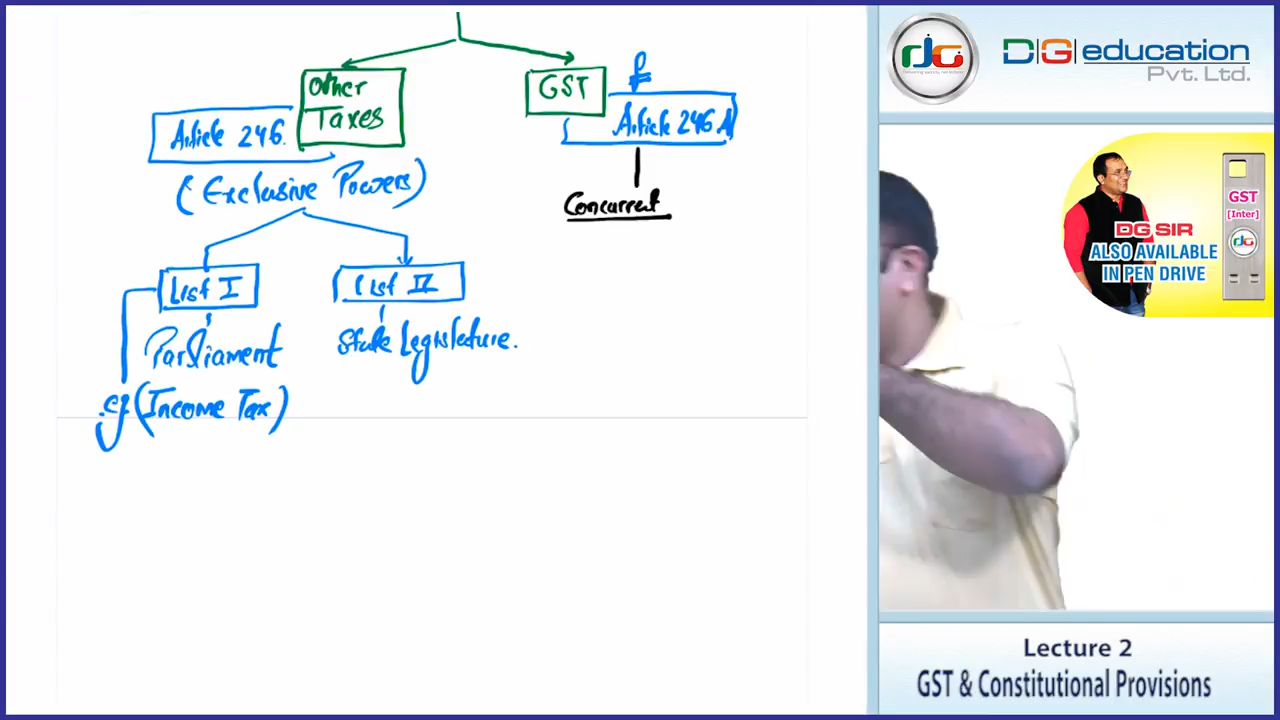 Other
Taxes
GST
Article 246.
Article 246 A
(Exclusive Powers)
Concurrent
List I
List II
Parliament
State Legislature.
eg (Income Tax)
DG education
Pvt. Ltd.
GST
[Inter]
DG SIR
ALSO AVAILABLE
IN PEN DRIVE
Lecture 2
GST & Constitutional Provisions